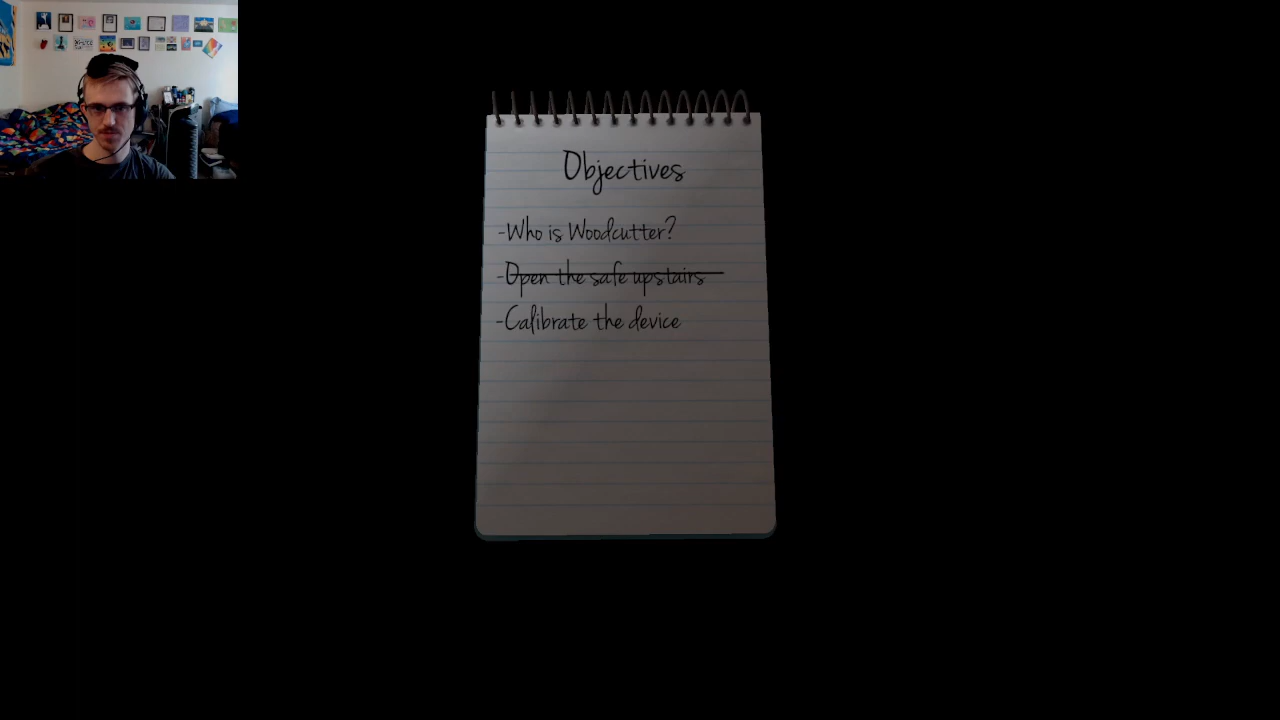 Objectives
-Who is Woodcutter?
-Open the safe upstairs
-Calibrate the device